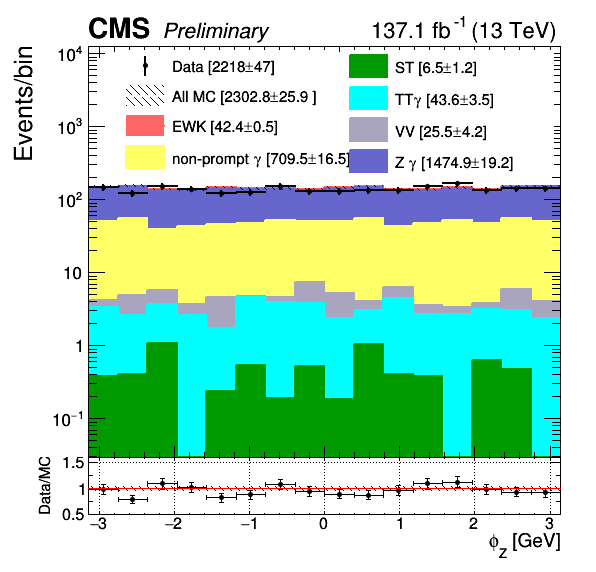 CMS Preliminary 137.1 fb⁻¹ (13 TeV)
Events/bin
10⁴
10³
10²
10
1
10⁻¹
Data [2218±47]
All MC [2302.8±25.9 ]
EWK [42.4±0.5]
non-prompt γ [709.5±16.5]
ST [6.5±1.2]
TTγ [43.6±3.5]
VV [25.5±4.2]
Z γ [1474.9±19.2]
Data/MC
1.5
1
0.5
−3 −2 −1 0 1 2 3
ϕ_Z [GeV]